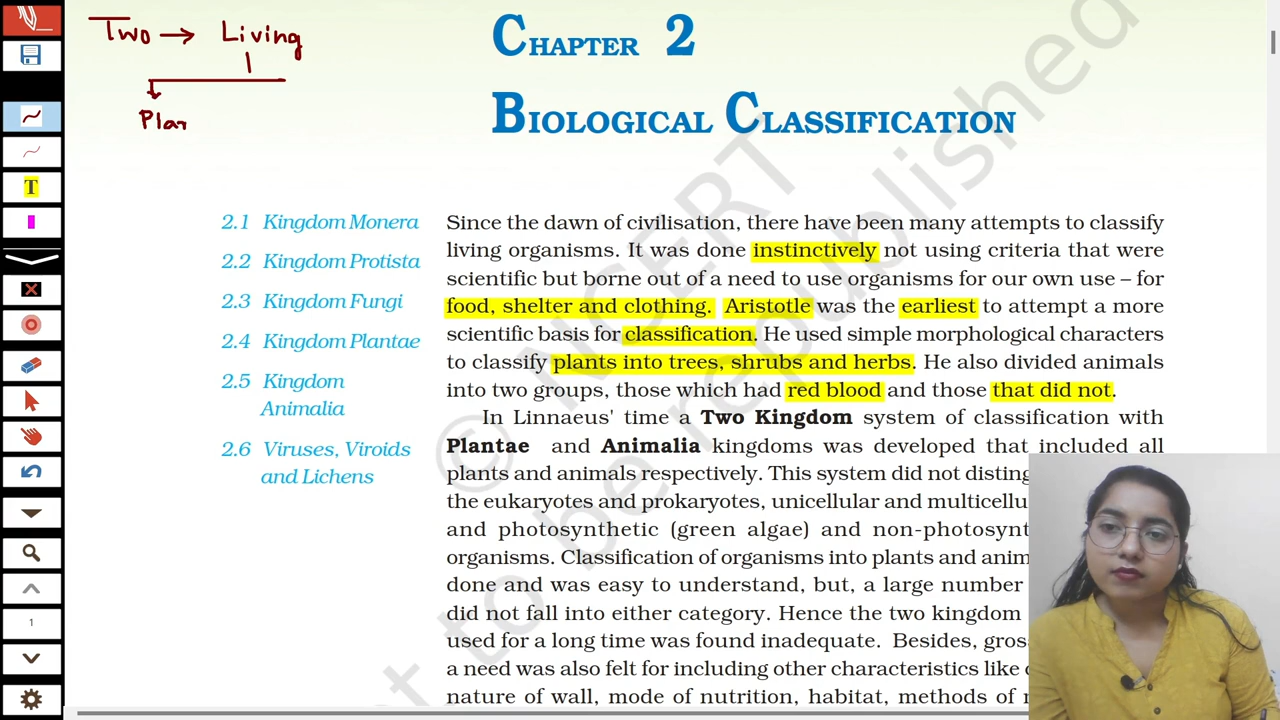 Two → Living
Plan
CHAPTER 2
BIOLOGICAL CLASSIFICATION
2.1 Kingdom Monera
2.2 Kingdom Protista
2.3 Kingdom Fungi
2.4 Kingdom Plantae
2.5 Kingdom
Animalia
2.6 Viruses, Viroids
and Lichens
Since the dawn of civilisation, there have been many attempts to classify
living organisms. It was done instinctively not using criteria that were
scientific but borne out of a need to use organisms for our own use – for
food, shelter and clothing. Aristotle was the earliest to attempt a more
scientific basis for classification. He used simple morphological characters
to classify plants into trees, shrubs and herbs. He also divided animals
into two groups, those which had red blood and those that did not.
In Linnaeus' time a Two Kingdom system of classification with
Plantae and Animalia kingdoms was developed that included all
plants and animals respectively. This system did not disting
the eukaryotes and prokaryotes, unicellular and multicellu
and photosynthetic (green algae) and non-photosynt
organisms. Classification of organisms into plants and anim
done and was easy to understand, but, a large number
did not fall into either category. Hence the two kingdom
used for a long time was found inadequate. Besides, gros
a need was also felt for including other characteristics like
nature of wall, mode of nutrition, habitat, methods of
© NCERT
not to be republished
T
1